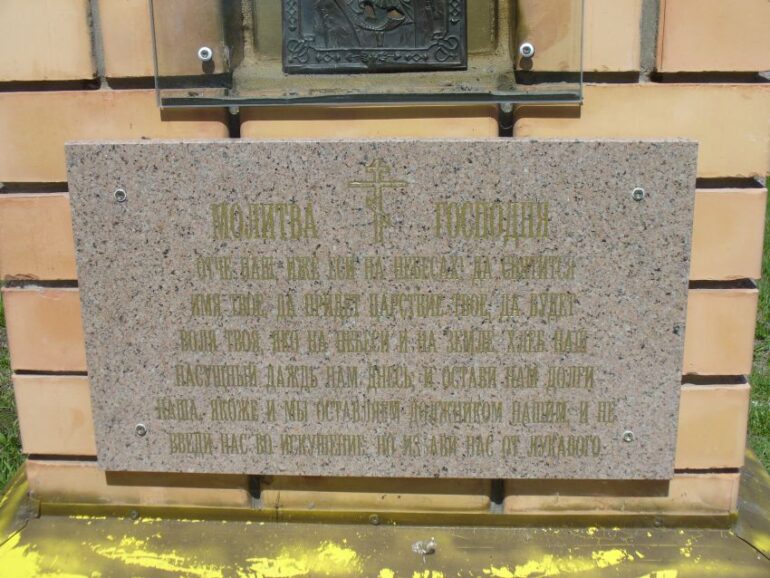 МОЛИТВА ГОСПОДНЯ
ОТЧЕ НАШ, ИЖЕ ЕСИ НА НЕБЕСАХ! ДА СВЯТИТСЯ
ИМЯ ТВОЕ, ДА ПРИДЕТ ЦАРСТВИЕ ТВОЕ, ДА БУДЕТ
ВОЛЯ ТВОЯ, ЯКО НА НЕБЕСИ И НА ЗЕМЛИ. ХЛЕБ НАШ
НАСУЩНЫЙ ДАЖДЬ НАМ ДНЕСЬ; И ОСТАВИ НАМ ДОЛГИ
НАША, ЯКОЖЕ И МЫ ОСТАВЛЯЕМ ДОЛЖНИКОМ НАШИМ; И НЕ
ВВЕДИ НАС ВО ИСКУШЕНИЕ, НО ИЗБАВИ НАС ОТ ЛУКАВОГО.